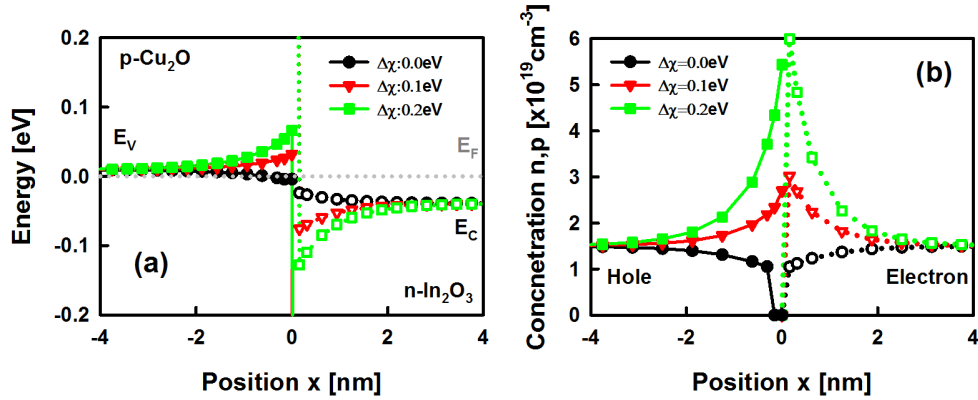 0.2
0.1
0.0
-0.1
-0.2
Energy [eV]
p-Cu₂O
Δχ:0.0eV
Δχ:0.1eV
Δχ:0.2eV
E_V
E_F
E_C
(a)
n-In₂O₃
-4 -2 0 2 4
Position x [nm]
6
5
4
3
2
1
0
Concnetration n,p [x10¹⁹cm⁻³]
Δχ=0.0eV
Δχ=0.1eV
Δχ=0.2eV
(b)
Hole
Electron
-4 -2 0 2 4
Position x [nm]